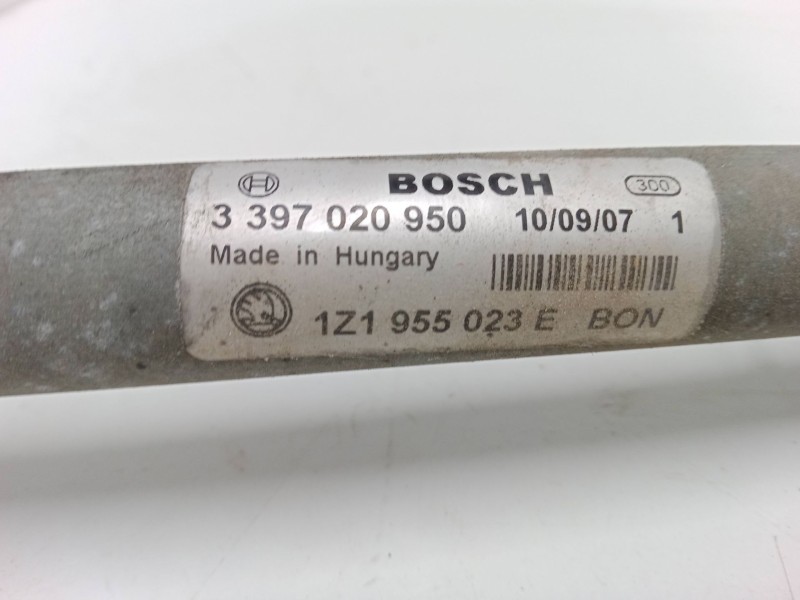 BOSCH 300
3 397 020 950 10/09/07 1
Made in Hungary
1Z1 955 023 E BON